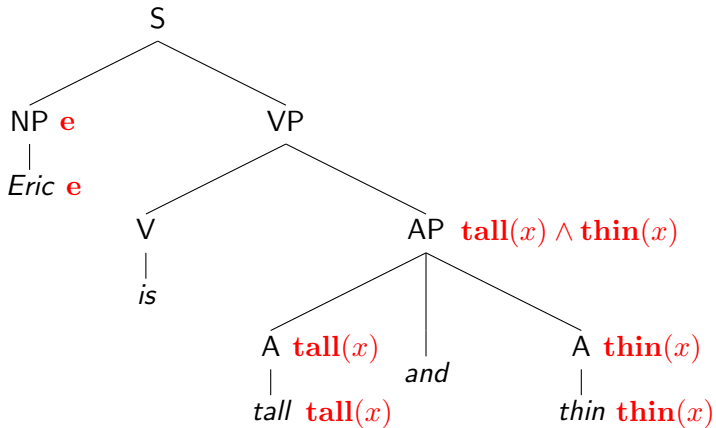 S
NP e VP
Eric e
V AP tall(x) ∧ thin(x)
is
A tall(x) and A thin(x)
tall tall(x) thin thin(x)